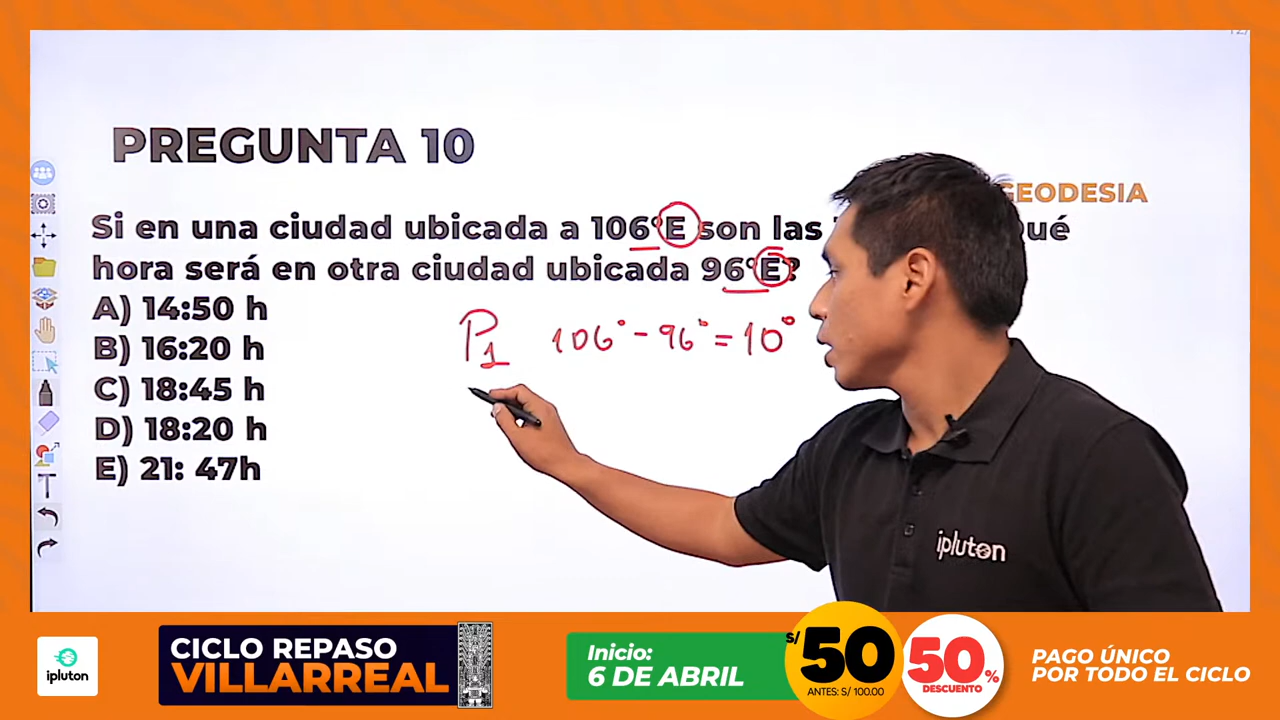 PREGUNTA 10
GEODESIA
Si en una ciudad ubicada a 106°E son las
hora será en otra ciudad ubicada 96°E?
A) 14:50 h
B) 16:20 h
C) 18:45 h
D) 18:20 h
E) 21: 47h
P1 106° - 96° = 10°
ipluton
ipluton
CICLO REPASO
VILLARREAL
Inicio:
6 DE ABRIL
S/ 50
ANTES: S/ 100.00
50%
DESCUENTO
PAGO ÚNICO
POR TODO EL CICLO